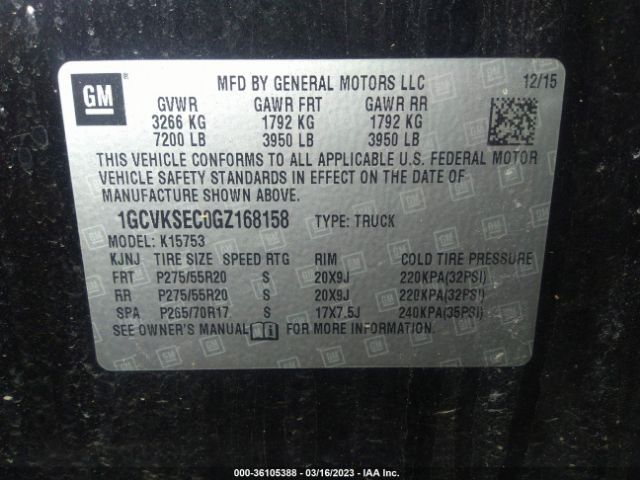 GM
MFD BY GENERAL MOTORS LLC 12/15
GVWR GAWR FRT GAWR RR
3266 KG 1792 KG 1792 KG
7200 LB 3950 LB 3950 LB
THIS VEHICLE CONFORMS TO ALL APPLICABLE U.S. FEDERAL MOTOR
VEHICLE SAFETY STANDARDS IN EFFECT ON THE DATE OF
MANUFACTURE SHOWN ABOVE.
1GCVKSEC0GZ168158 TYPE: TRUCK
MODEL: K15753
KJNJ TIRE SIZE SPEED RTG RIM COLD TIRE PRESSURE
FRT P275/55R20 S 20X9J 220KPA(32PSI)
RR P275/55R20 S 20X9J 220KPA(32PSI)
SPA P265/70R17 S 17X7.5J 240KPA(35PSI)
SEE OWNER'S MANUAL FOR MORE INFORMATION.
000-36105388 - 03/16/2023 - IAA Inc.